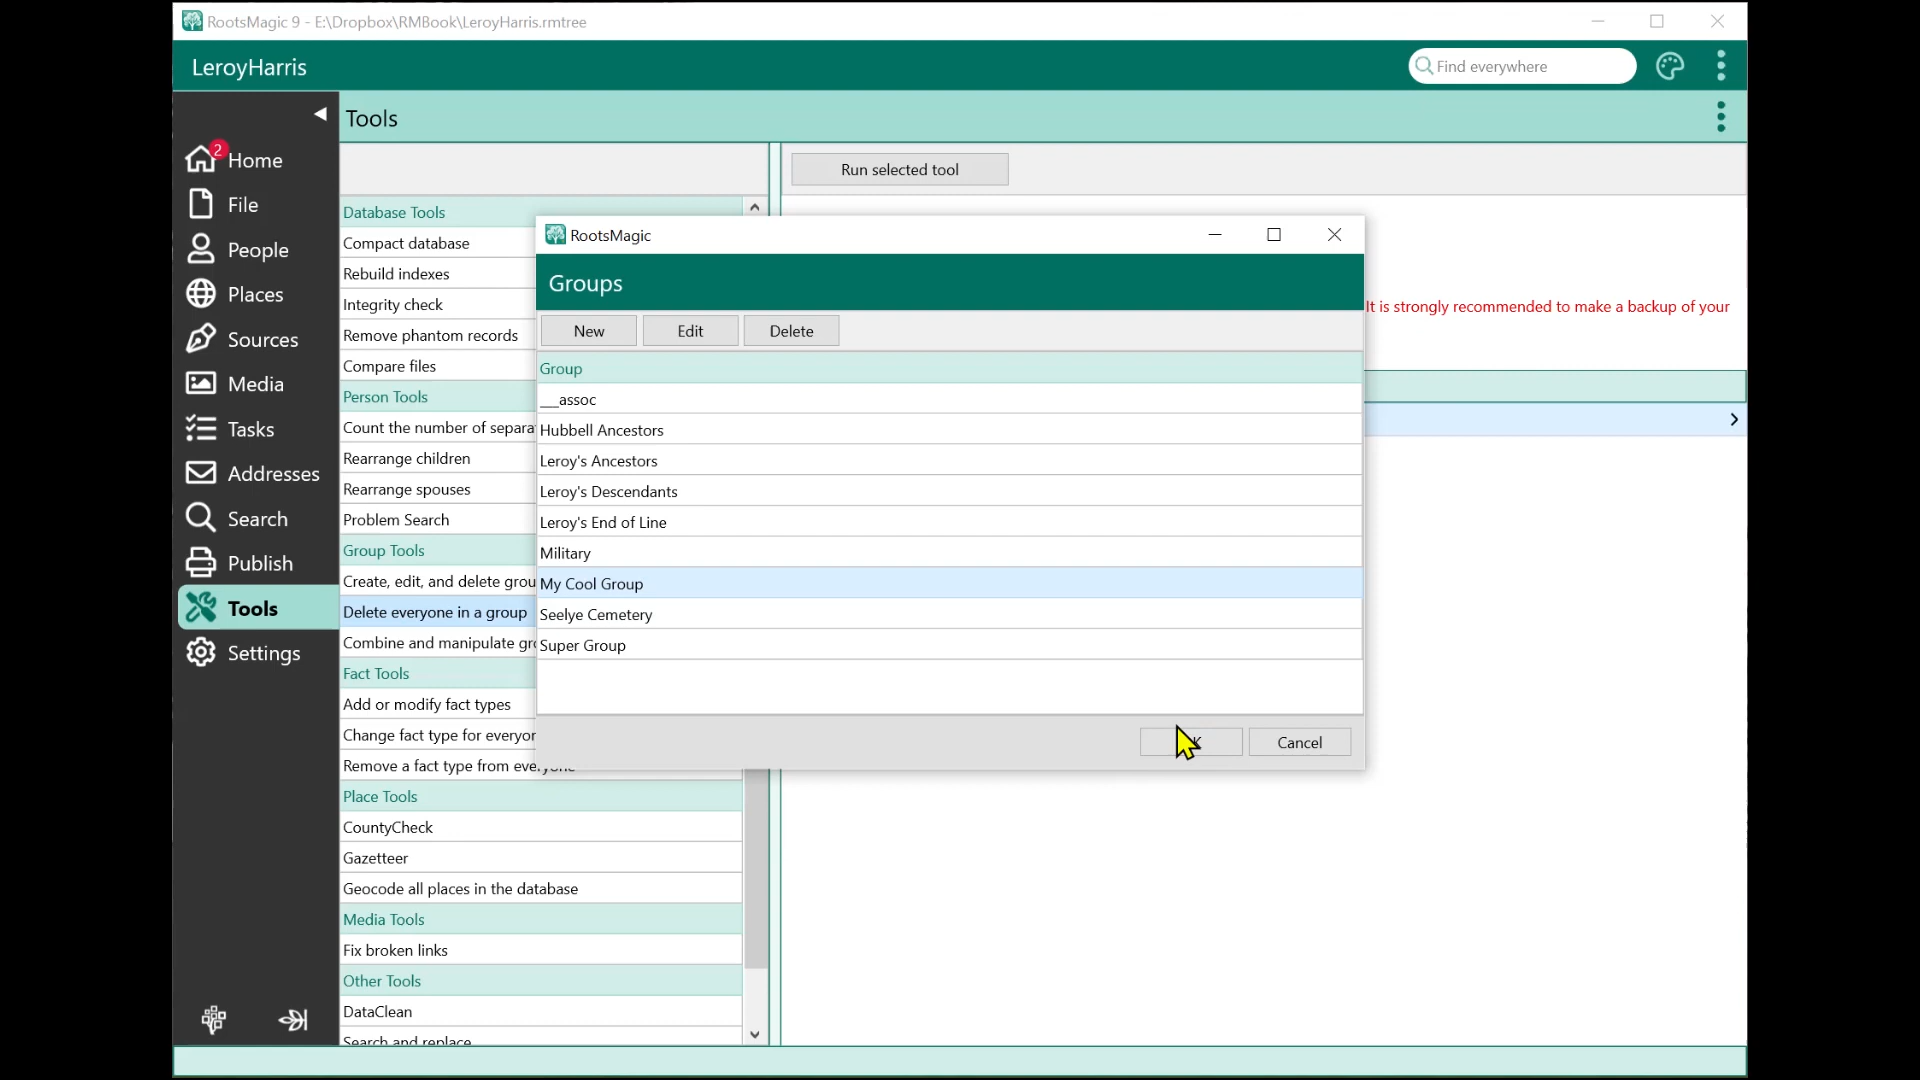 RootsMagic 9 - E:\Dropbox\RMBook\LeroyHarris.rmtree
LeroyHarris
Find everywhere
Tools
2
Home
File
People
Places
Sources
Media
Tasks
Addresses
Search
Publish
Tools
Settings
Database Tools
Compact database
Rebuild indexes
Integrity check
Remove phantom records
Compare files
Person Tools
Count the number of separa
Rearrange children
Rearrange spouses
Problem Search
Group Tools
Create, edit, and delete grou
Delete everyone in a group
Combine and manipulate gro
Fact Tools
Add or modify fact types
Change fact type for everyon
Remove a fact type from everyone
Place Tools
CountyCheck
Gazetteer
Geocode all places in the database
Media Tools
Fix broken links
Other Tools
DataClean
Search and replace
Run selected tool
It is strongly recommended to make a backup of your
RootsMagic
Groups
New Edit Delete
Group
__assoc
Hubbell Ancestors
Leroy's Ancestors
Leroy's Descendants
Leroy's End of Line
Military
My Cool Group
Seelye Cemetery
Super Group
Cancel